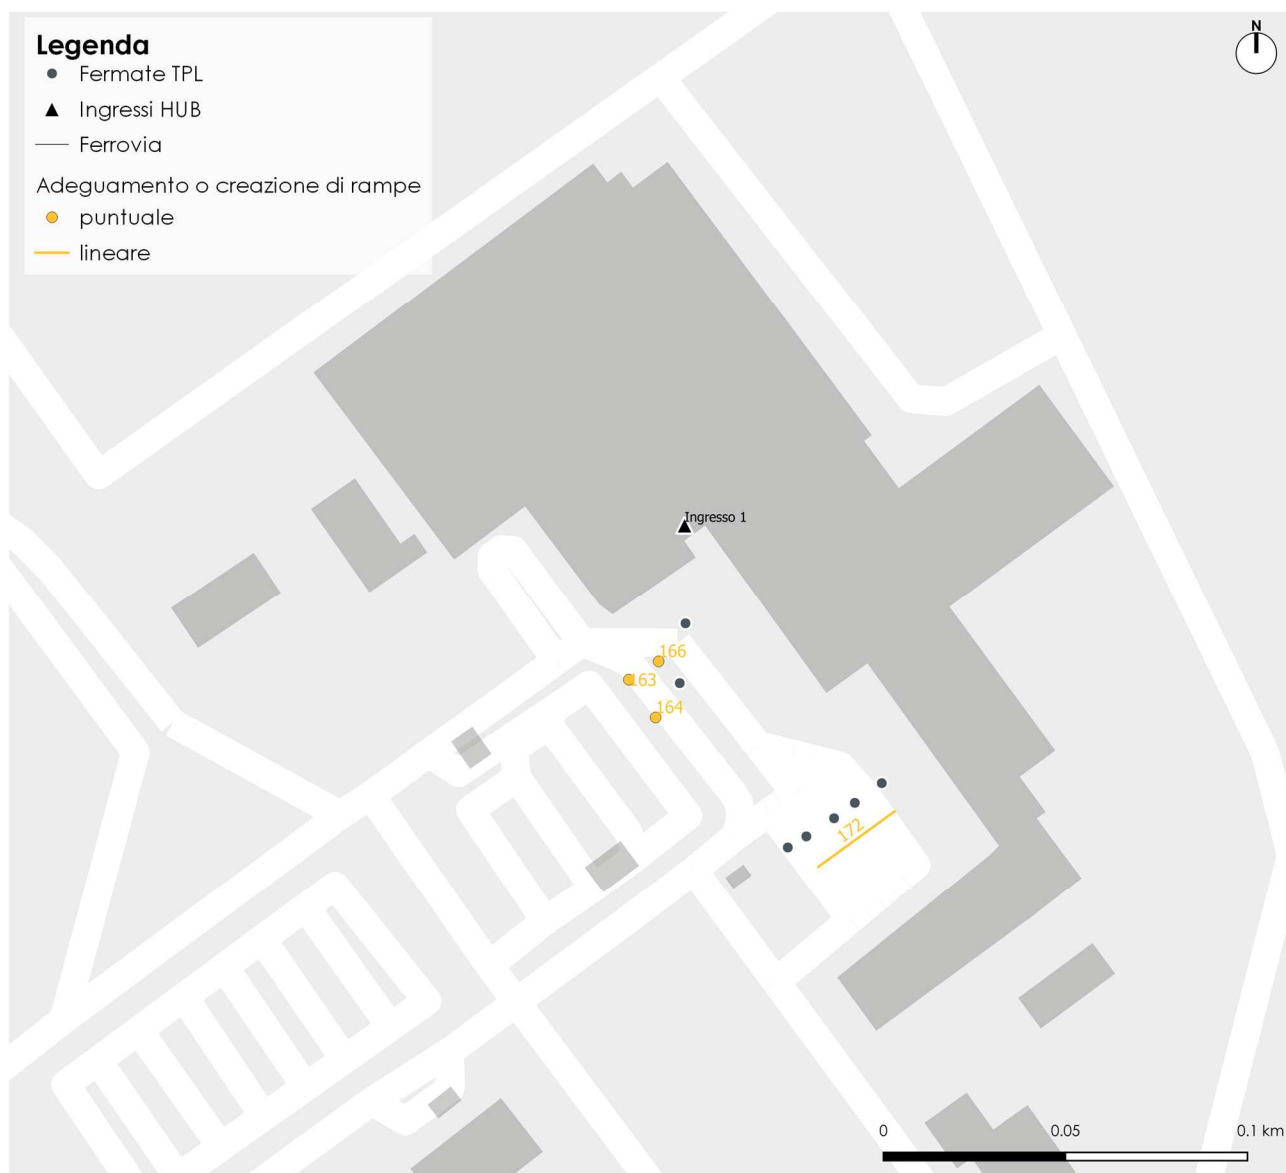 Legenda
Fermate TPL
Ingressi HUB
Ferrovia
Adeguamento o creazione di rampe
puntuale
lineare
N
Ingresso 1
166
163
164
172
0 0.05 0.1 km